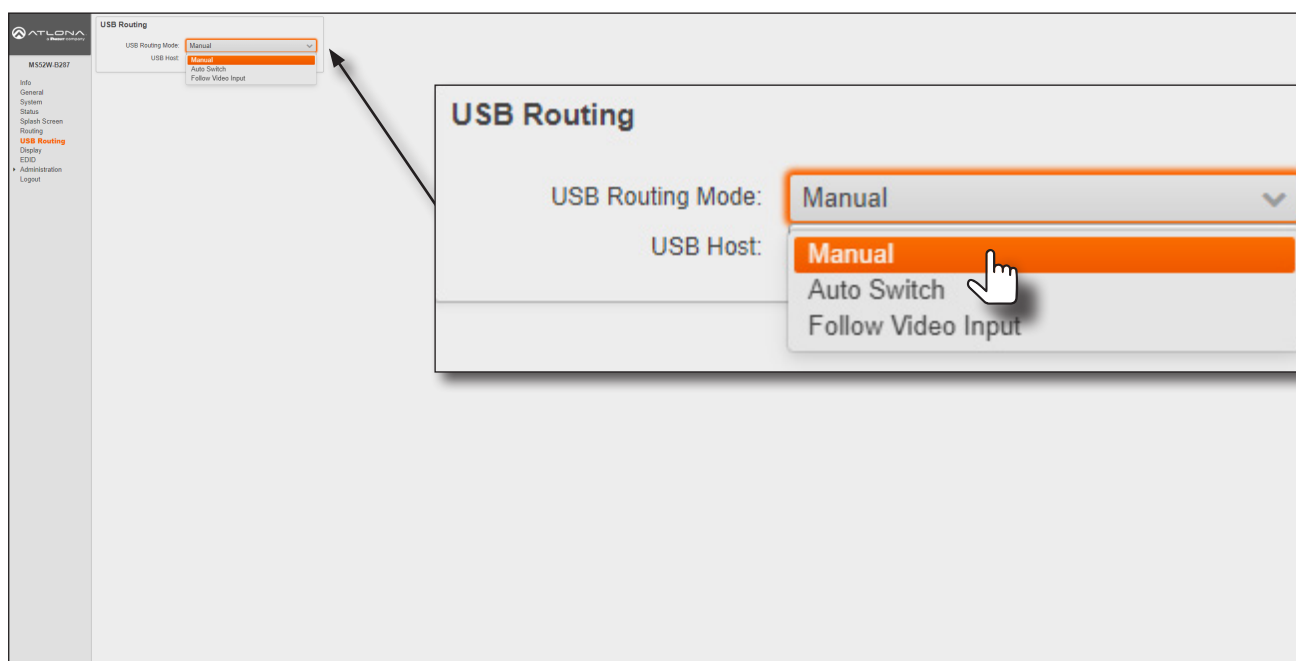 ATLONA
a Panduit company
MS52W-B287
Info
General
System
Status
Splash Screen
Routing
USB Routing
Display
EDID
Administration
Logout
USB Routing
USB Routing Mode: Manual
USB Host:
Manual
Auto Switch
Follow Video Input
USB Routing
USB Routing Mode: Manual
USB Host:
Manual
Auto Switch
Follow Video Input